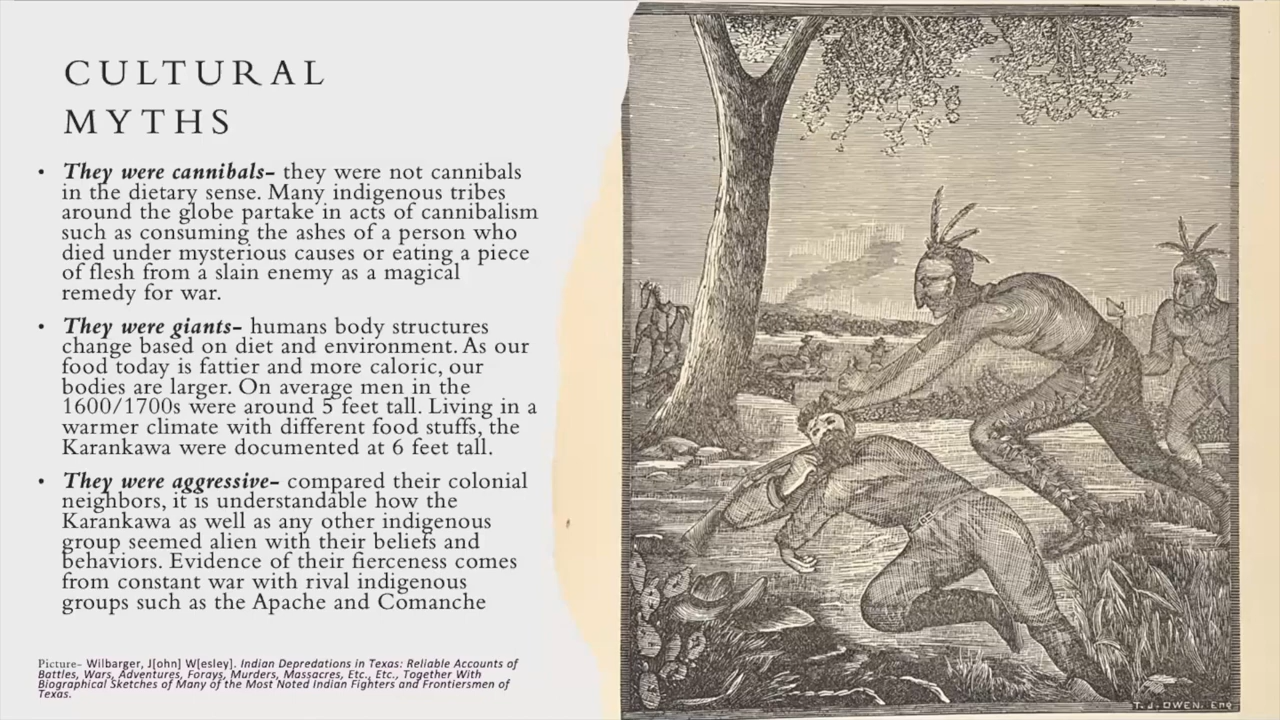 CULTURAL
MYTHS
• They were cannibals– they were not cannibals
in the dietary sense. Many indigenous tribes
around the globe partake in acts of cannibalism
such as consuming the ashes of a person who
died under mysterious causes or eating a piece
of flesh from a slain enemy as a magical
remedy for war.
• They were giants– humans body structures
change based on diet and environment. As our
food today is fattier and more caloric, our
bodies are larger. On average men in the
1600/1700s were around 5 feet tall. Living in a
warmer climate with different food stuffs, the
Karankawa were documented at 6 feet tall.
• They were aggressive– compared their colonial
neighbors, it is understandable how the
Karankawa as well as any other indigenous
group seemed alien with their beliefs and
behaviors. Evidence of their fierceness comes
from constant war with rival indigenous
groups such as the Apache and Comanche
Picture- Wilbarger, J[ohn] W[esley]. Indian Depredations in Texas: Reliable Accounts of
Battles, Wars, Adventures, Forays, Murders, Massacres, Etc., Etc., Together With
Biographical Sketches of Many of the Most Noted Indian Fighters and Frontiersmen of
Texas.
T. J. OWEN. Eng